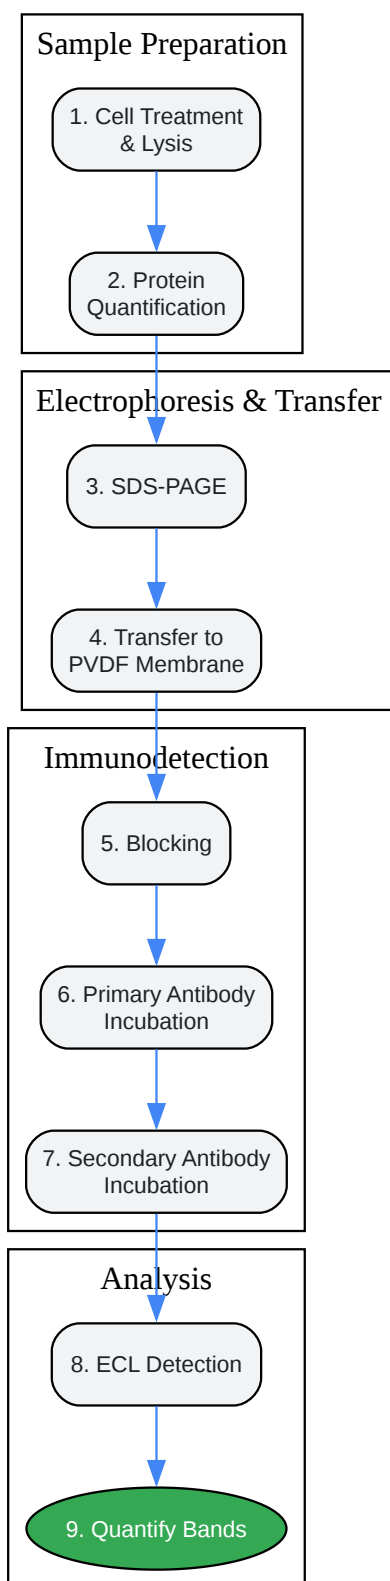 Sample Preparation
1. Cell Treatment
& Lysis
2. Protein
Quantification
Electrophoresis & Transfer
3. SDS-PAGE
4. Transfer to
PVDF Membrane
Immunodetection
5. Blocking
6. Primary Antibody
Incubation
7. Secondary Antibody
Incubation
Analysis
8. ECL Detection
9. Quantify Bands